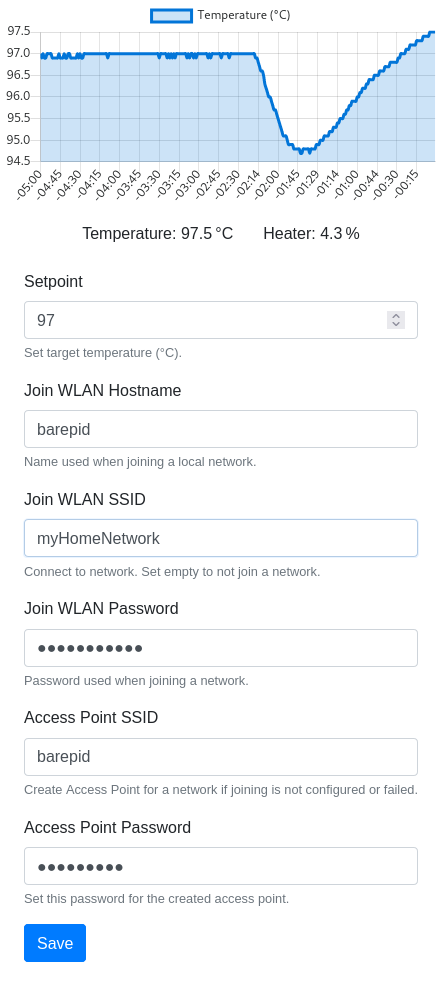 Temperature (°C)
97.5
97.0
96.5
96.0
95.5
95.0
94.5
-05:00 -04:45 -04:30 -04:15 -04:00 -03:45 -03:30 -03:15 -03:00 -02:45 -02:30 -02:14 -02:00 -01:45 -01:29 -01:14 -01:00 -00:44 -00:30 -00:15
Temperature: 97.5 °C Heater: 4.3 %
Setpoint
97
Set target temperature (°C).
Join WLAN Hostname
barepid
Name used when joining a local network.
Join WLAN SSID
myHomeNetwork
Connect to network. Set empty to not join a network.
Join WLAN Password
●●●●●●●●●●●
Password used when joining a network.
Access Point SSID
barepid
Create Access Point for a network if joining is not configured or failed.
Access Point Password
●●●●●●●●●
Set this password for the created access point.
Save